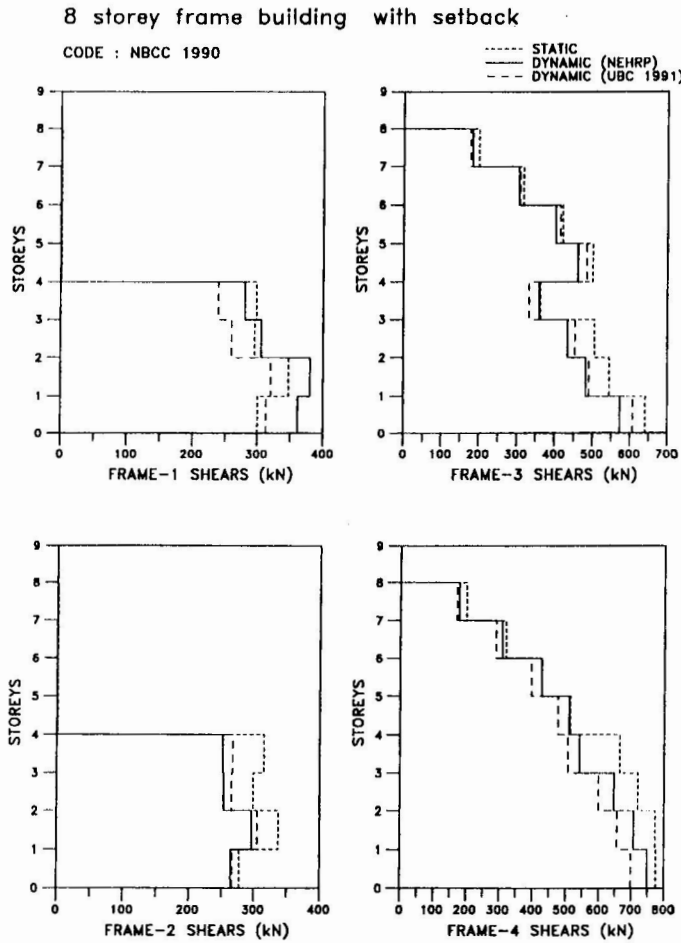 8 storey frame building with setback
CODE : NBCC 1990
STATIC
DYNAMIC (NEHRP)
DYNAMIC (UBC 1991)
9
8
7
6
5
4
3
2
1
0
STOREYS
0 100 200 300 400
FRAME-1 SHEARS (kN)
9
8
7
6
5
4
3
2
1
0
STOREYS
0 100 200 300 400 500 600 700
FRAME-3 SHEARS (kN)
9
8
7
6
5
4
3
2
1
0
STOREYS
0 100 200 300 400
FRAME-2 SHEARS (kN)
9
8
7
6
5
4
3
2
1
0
STOREYS
0 100 200 300 400 500 600 700 800
FRAME-4 SHEARS (kN)